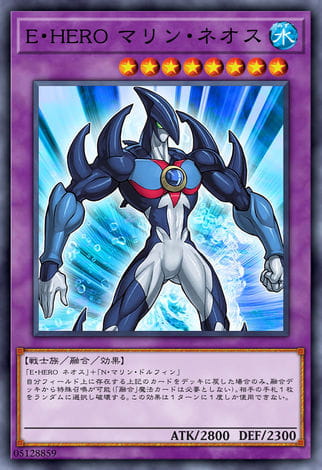 E・HERO マリン・ネオス
水
【戦士族／融合／効果】
「E・HERO ネオス」＋「N・マリン・ドルフィン」
自分フィールド上に存在する上記のカードをデッキに戻した場合のみ、融合デ
ッキから特殊召喚が可能(「融合」魔法カードは必要としない)。相手の手札1枚
をランダムに選択し破壊する。この効果は1ターンに1度しか使用できない。
ATK/2800 DEF/2300
05128859